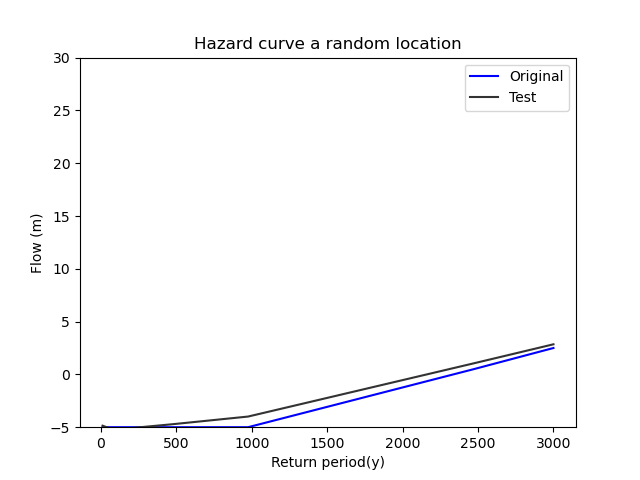 Hazard curve a random location
Original
Test
30
25
20
15
10
5
0
−5
Flow (m)
0 500 1000 1500 2000 2500 3000
Return period(y)